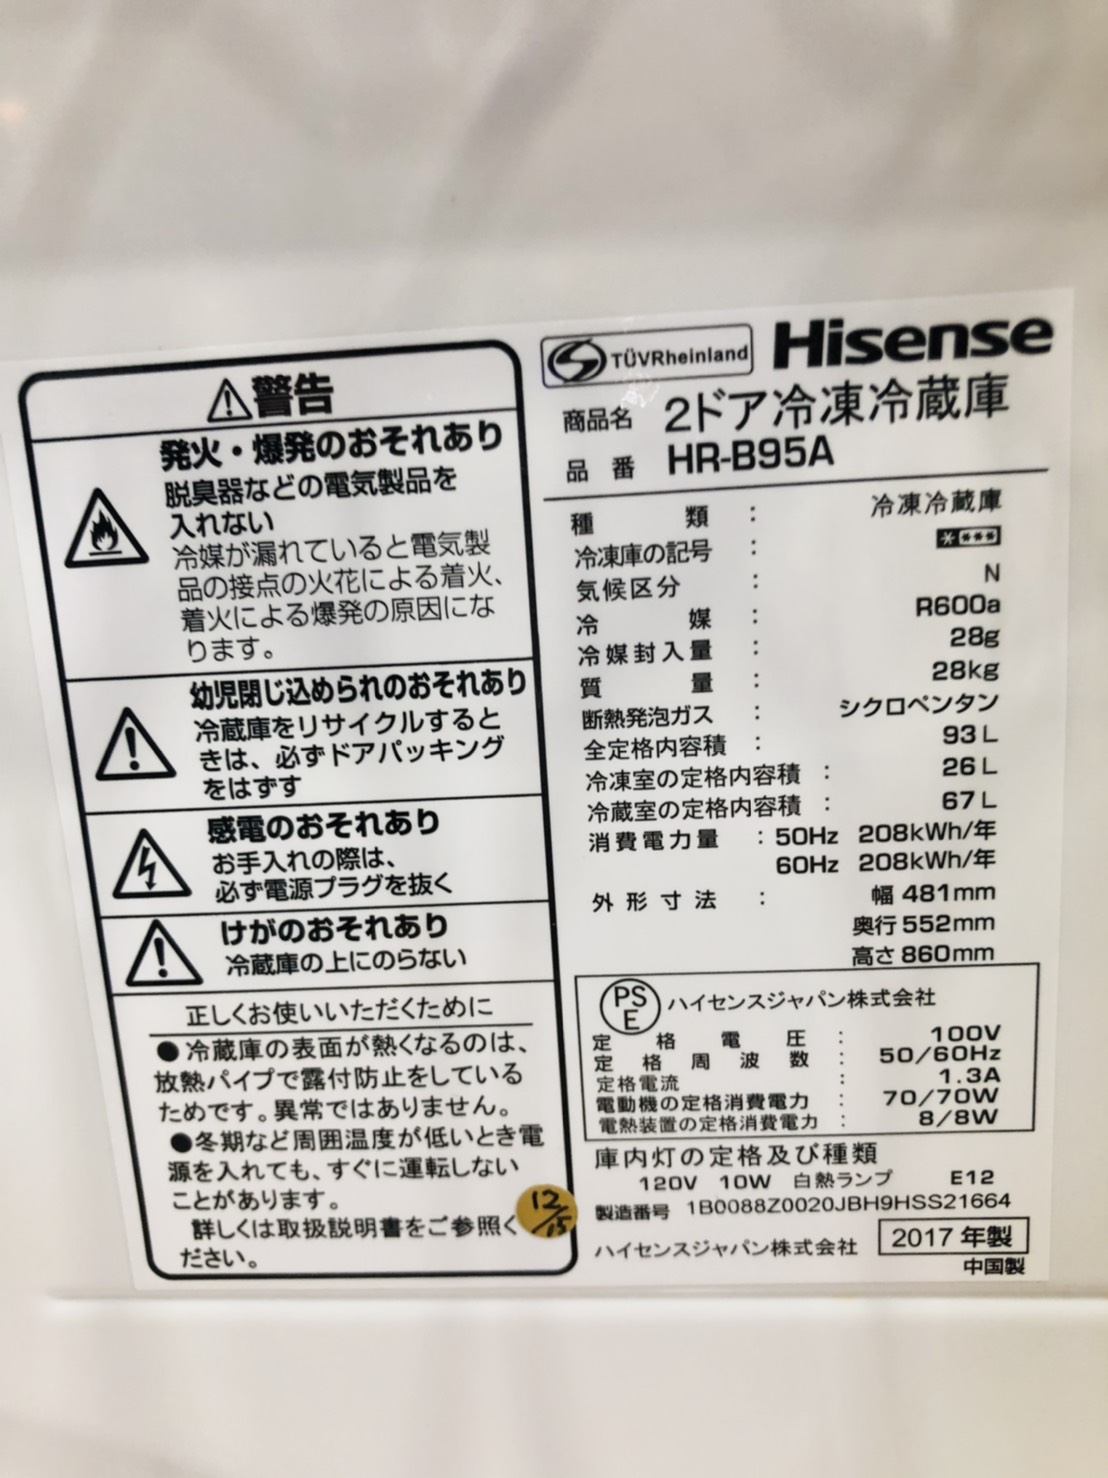 警告
発火・爆発のおそれあり
脱臭器などの電気製品を
入れない
冷媒が漏れていると電気製
品の接点の火花による着火、
着火による爆発の原因にな
ります。
幼児閉じ込められのおそれあり
冷蔵庫をリサイクルすると
きは、必ずドアパッキング
をはずす
感電のおそれあり
お手入れの際は、
必ず電源プラグを抜く
けがのおそれあり
冷蔵庫の上にのらない
正しくお使いいただくために
●冷蔵庫の表面が熱くなるのは、
放熱パイプで露付防止をしている
ためです。異常ではありません。
●冬期など周囲温度が低いとき電
源を入れても、すぐに運転しない
ことがあります。
詳しくは取扱説明書をご参照く
ださい。
12/15
TÜVRheinland
Hisense
商品名 2ドア冷凍冷蔵庫
品番 HR-B95A
種類 : 冷凍冷蔵庫
冷凍庫の記号 : * ***
気候区分 : N
冷媒 : R600a
冷媒封入量 : 28g
質量 : 28kg
断熱発泡ガス : シクロペンタン
全定格内容積 : 93L
冷凍室の定格内容積 : 26L
冷蔵室の定格内容積 : 67L
消費電力量 : 50Hz 208kWh/年
60Hz 208kWh/年
外形寸法 : 幅 481mm
奥行 552mm
高さ 860mm
PS
E
ハイセンスジャパン株式会社
定格電圧 : 100V
定格周波数 : 50/60Hz
定格電流 : 1.3A
電動機の定格消費電力 : 70/70W
電熱装置の定格消費電力 : 8/8W
庫内灯の定格及び種類
120V 10W 白熱ランプ E12
製造番号 1B0088Z0020JBH9HSS21664
ハイセンスジャパン株式会社 2017 年製
中国製